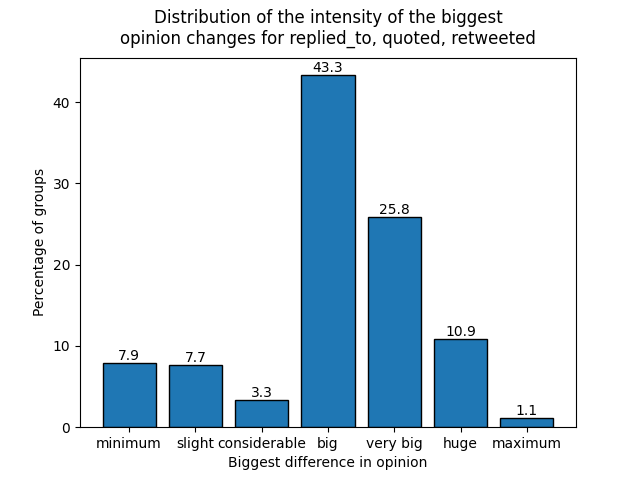 Distribution of the intensity of the biggest
opinion changes for replied_to, quoted, retweeted
43.3
40
30
25.8
20
10.9
10
7.9
7.7
3.3
1.1
0
Percentage of groups
minimum slight considerable big very big huge maximum
Biggest difference in opinion